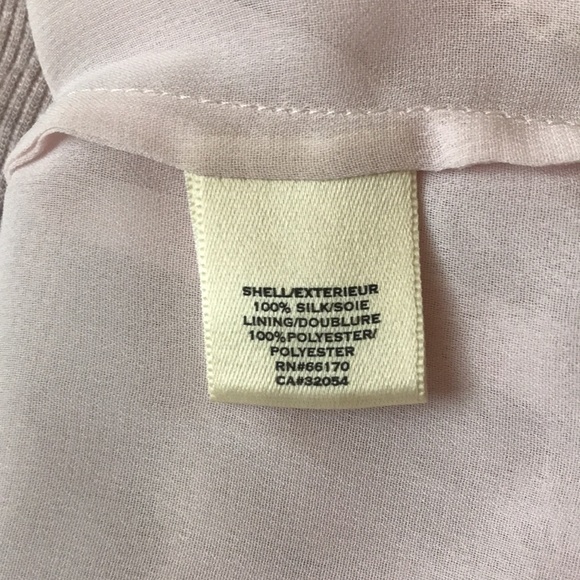 SHELL/EXTERIEUR
100% SILK/SOIE
LINING/DOUBLURE
100%POLYESTER/
POLYESTER
RN#66170
CA#32054